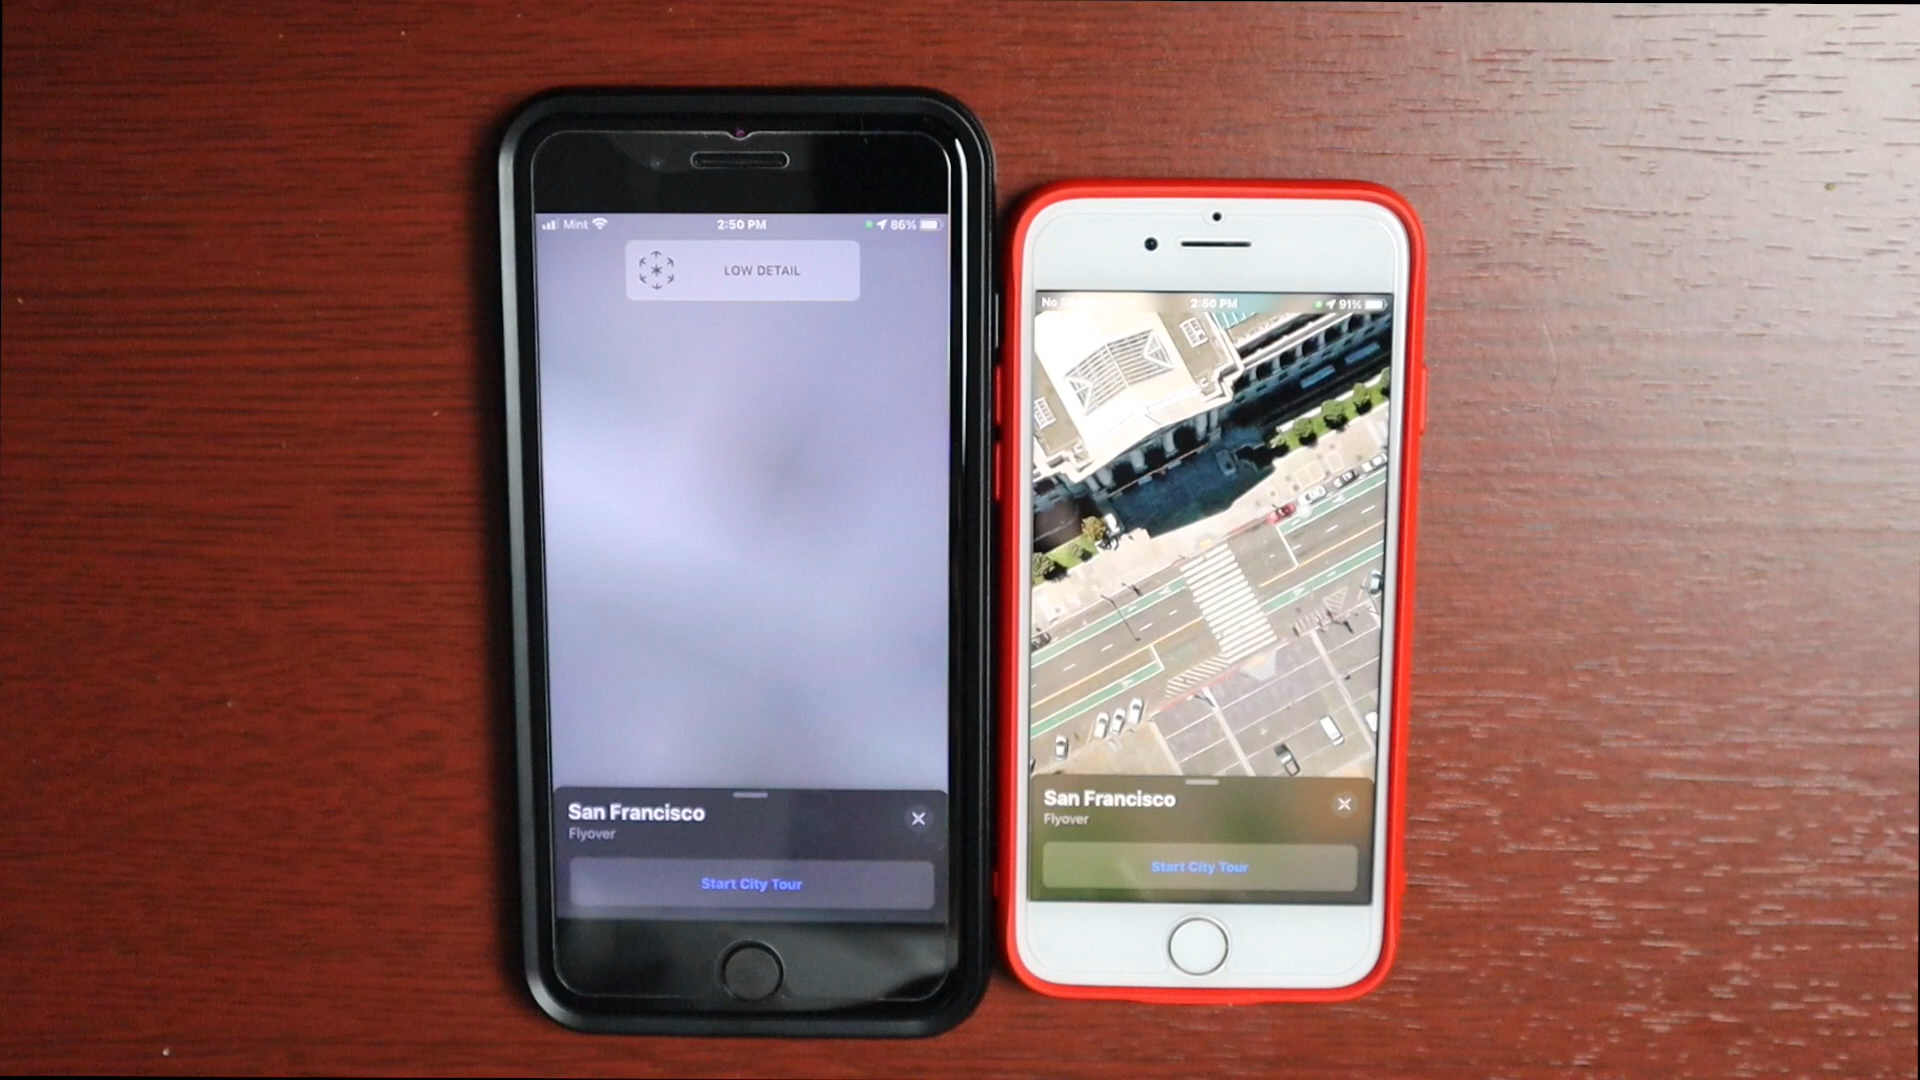 Mint 2:50 PM 86%
LOW DETAIL
San Francisco
Flyover
Start City Tour
No 2:50 PM 91%
San Francisco
Flyover
Start City Tour